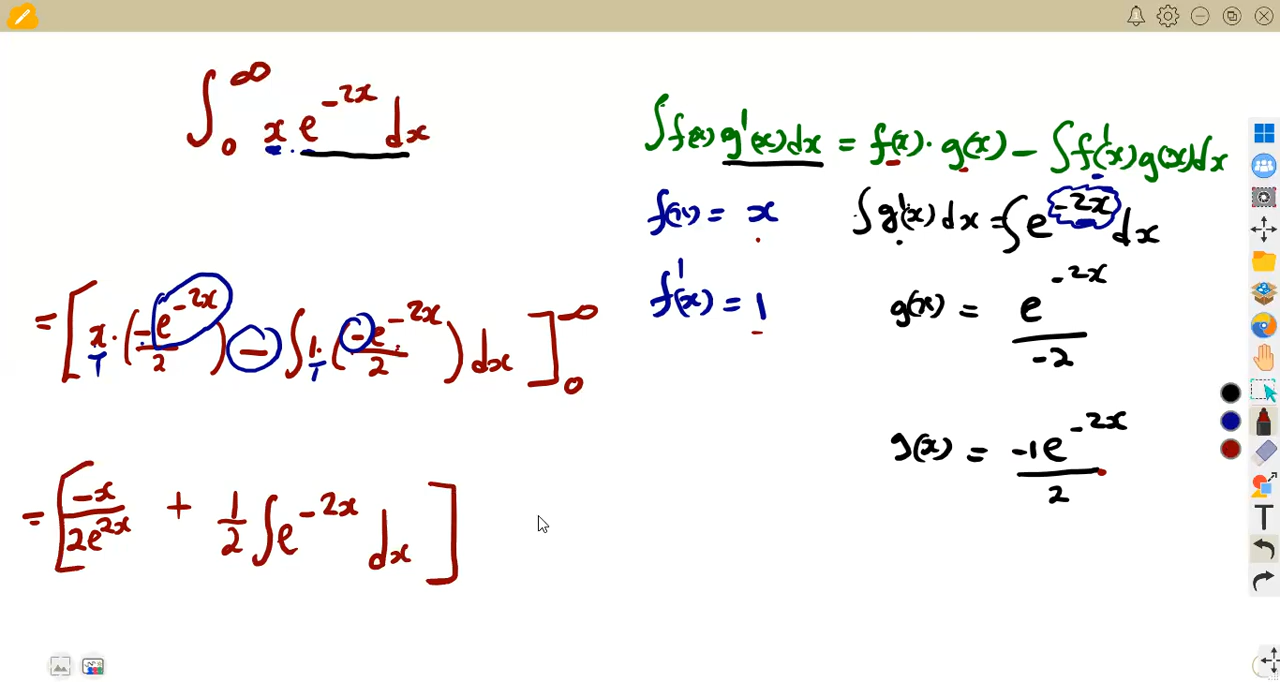 ∫₀^∞ x e^{-2x} dx
∫ f(x) g'(x)dx = f(x)·g(x) − ∫ f'(x)g(x)dx
f(x) = x
∫ g'(x) dx = ∫ e^{-2x} dx
f'(x) = 1
g(x) = e^{-2x}/-2
= [x·(-e^{-2x}/2) − ∫ 1·(-e^{-2x}/2) dx]₀^∞
g(x) = -1e^{-2x}/2
= [-x/2e^{2x} + 1/2 ∫ e^{-2x} dx]
T